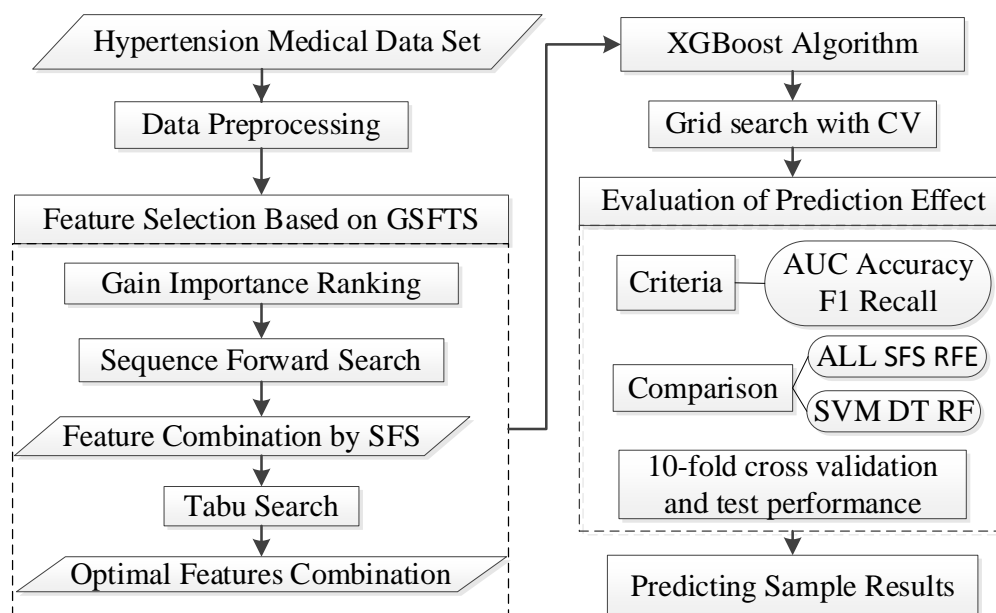 Hypertension Medical Data Set
Data Preprocessing
Feature Selection Based on GSFTS
Gain Importance Ranking
Sequence Forward Search
Feature Combination by SFS
Tabu Search
Optimal Features Combination
XGBoost Algorithm
Grid search with CV
Evaluation of Prediction Effect
Criteria
AUC Accuracy
F1 Recall
Comparison
ALL SFS RFE
SVM DT RF
10-fold cross validation
and test performance
Predicting Sample Results